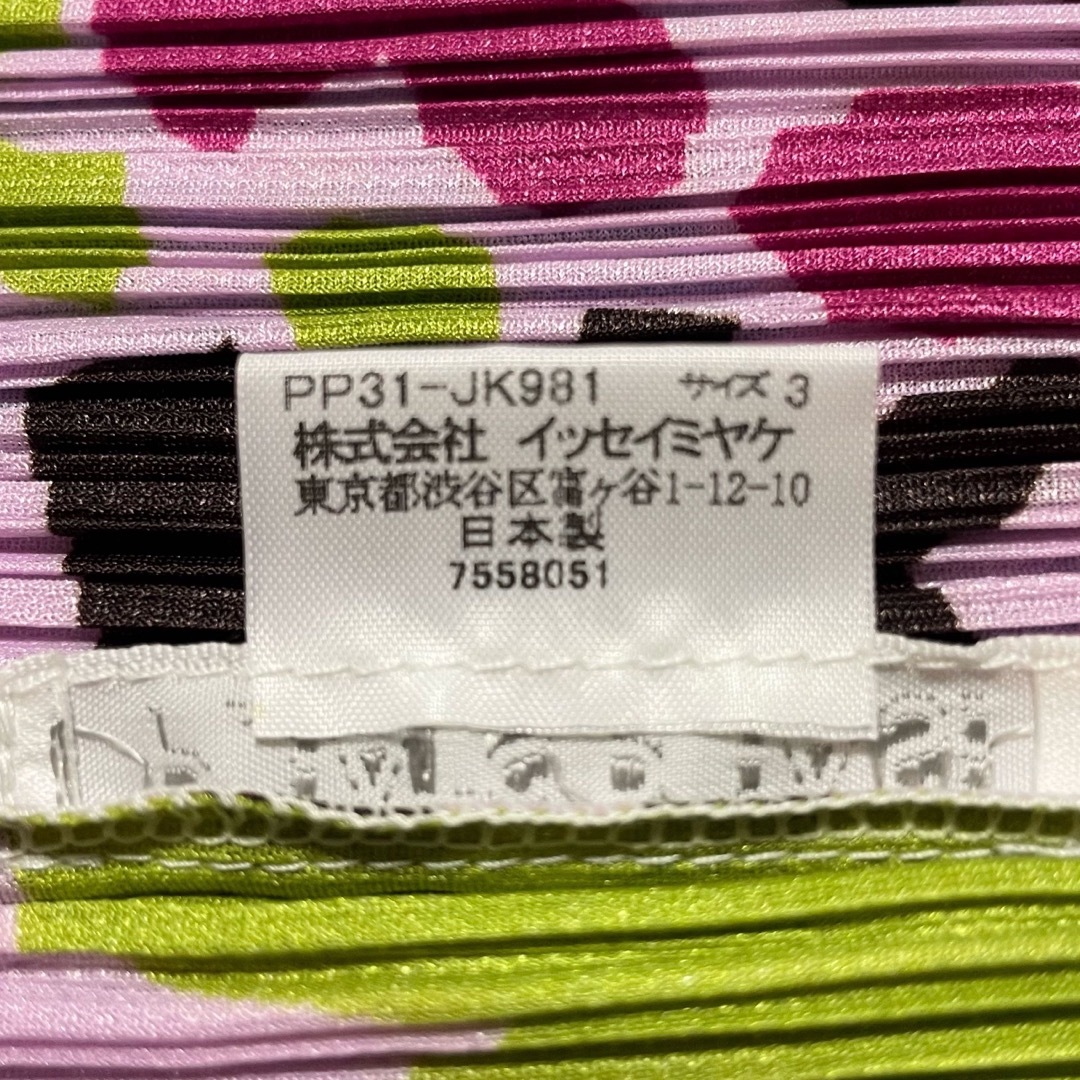 PP31-JK981 サイズ 3
株式会社 イッセイミヤケ
東京都渋谷区富ヶ谷1-12-10
日本製
7558051